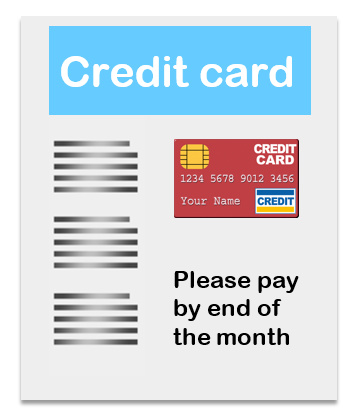 Credit card
CREDIT
CARD
1234 5678 9012 3456
Your Name
CREDIT
Please pay
by end of
the month